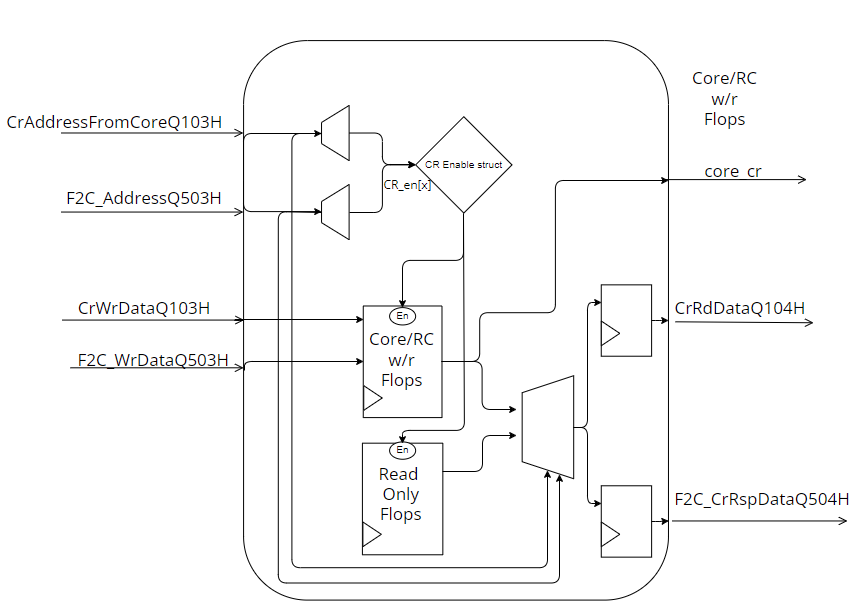 Core/RC
w/r
Flops
CrAddressFromCoreQ103H
CR Enable struct
core_cr
CR_en[x]
F2C_AddressQ503H
CrWrDataQ103H
En
CrRdDataQ104H
Core/RC
w/r
Flops
F2C_WrDataQ503H
En
Read
Only
Flops
F2C_CrRspDataQ504H